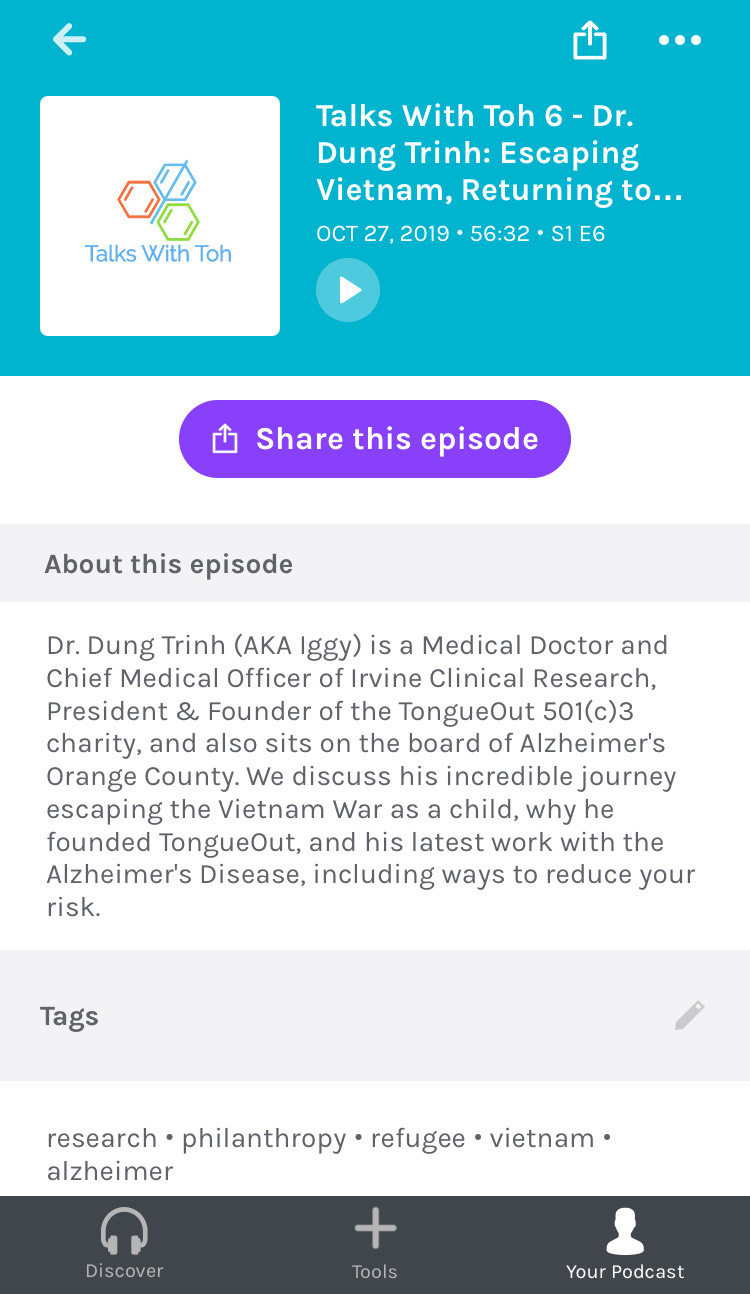 Talks With Toh 6 - Dr.
Dung Trinh: Escaping
Vietnam, Returning to...
OCT 27, 2019 • 56:32 • S1 E6
Talks With Toh
Share this episode
About this episode
Dr. Dung Trinh (AKA Iggy) is a Medical Doctor and
Chief Medical Officer of Irvine Clinical Research,
President & Founder of the TongueOut 501(c)3
charity, and also sits on the board of Alzheimer's
Orange County. We discuss his incredible journey
escaping the Vietnam War as a child, why he
founded TongueOut, and his latest work with the
Alzheimer's Disease, including ways to reduce your
risk.
Tags
research • philanthropy • refugee • vietnam •
alzheimer
Discover
Tools
Your Podcast